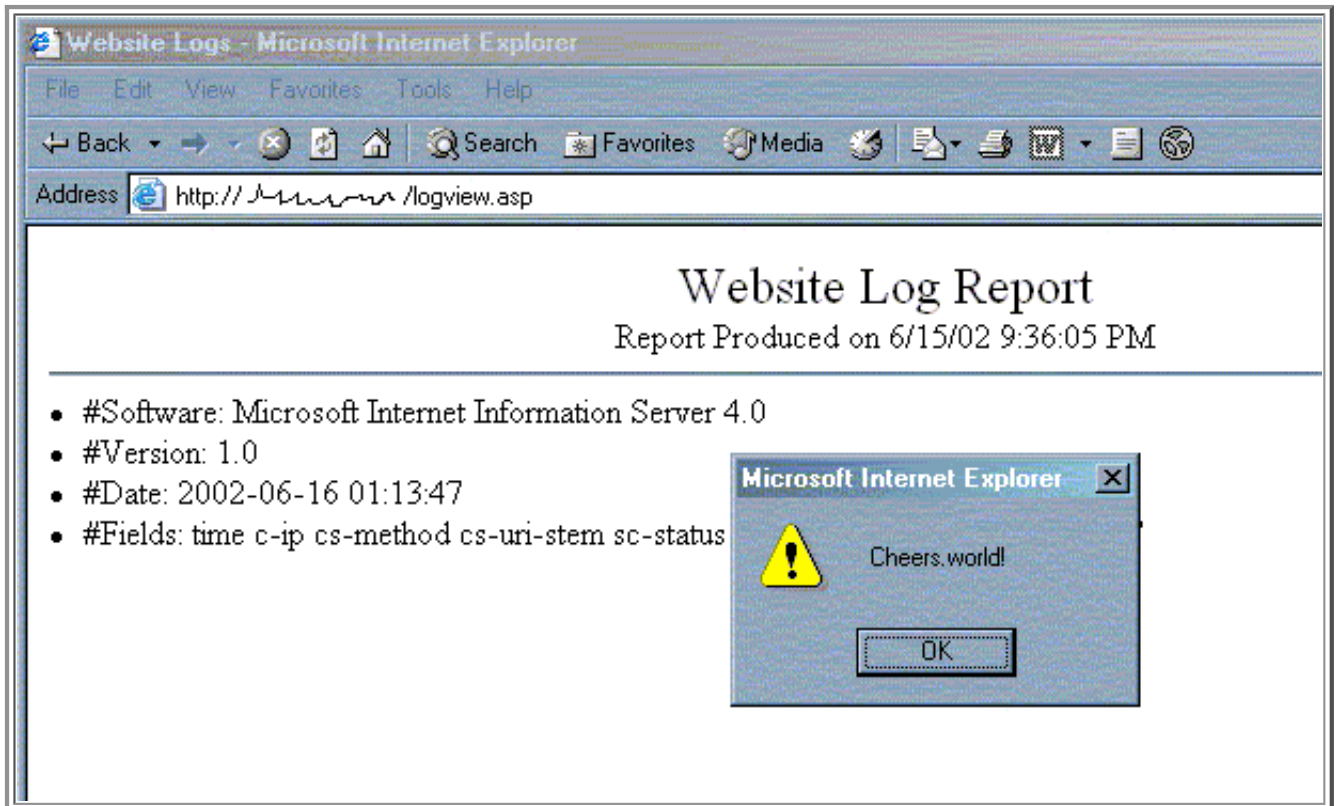 Website Logs - Microsoft Internet Explorer
File Edit View Favorites Tools Help
Back Search Favorites Media
Address http:// /logview.asp
Website Log Report
Report Produced on 6/15/02 9:36:05 PM
#Software: Microsoft Internet Information Server 4.0
#Version: 1.0
#Date: 2002-06-16 01:13:47
#Fields: time c-ip cs-method cs-uri-stem sc-status
Microsoft Internet Explorer
Cheers.world!
OK